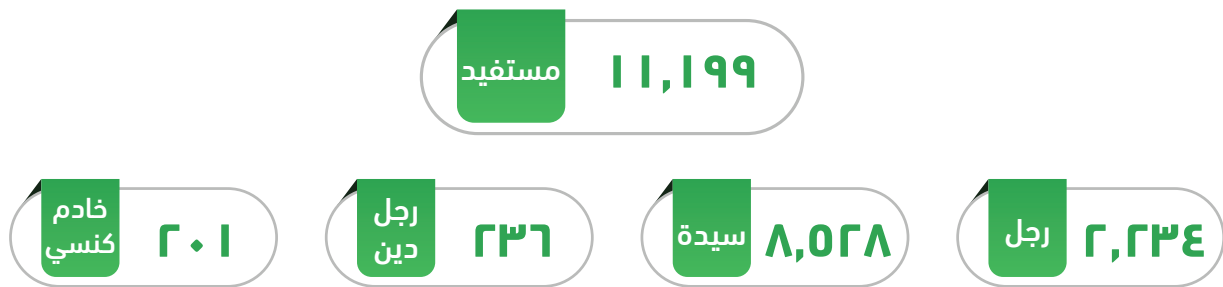 مستفيد
١١,١٩٩
رجل
٢,٢٣٤
سيدة
٨,٥٢٨
رجل
دين
٢٣٦
خادم
كنسي
٢٠١